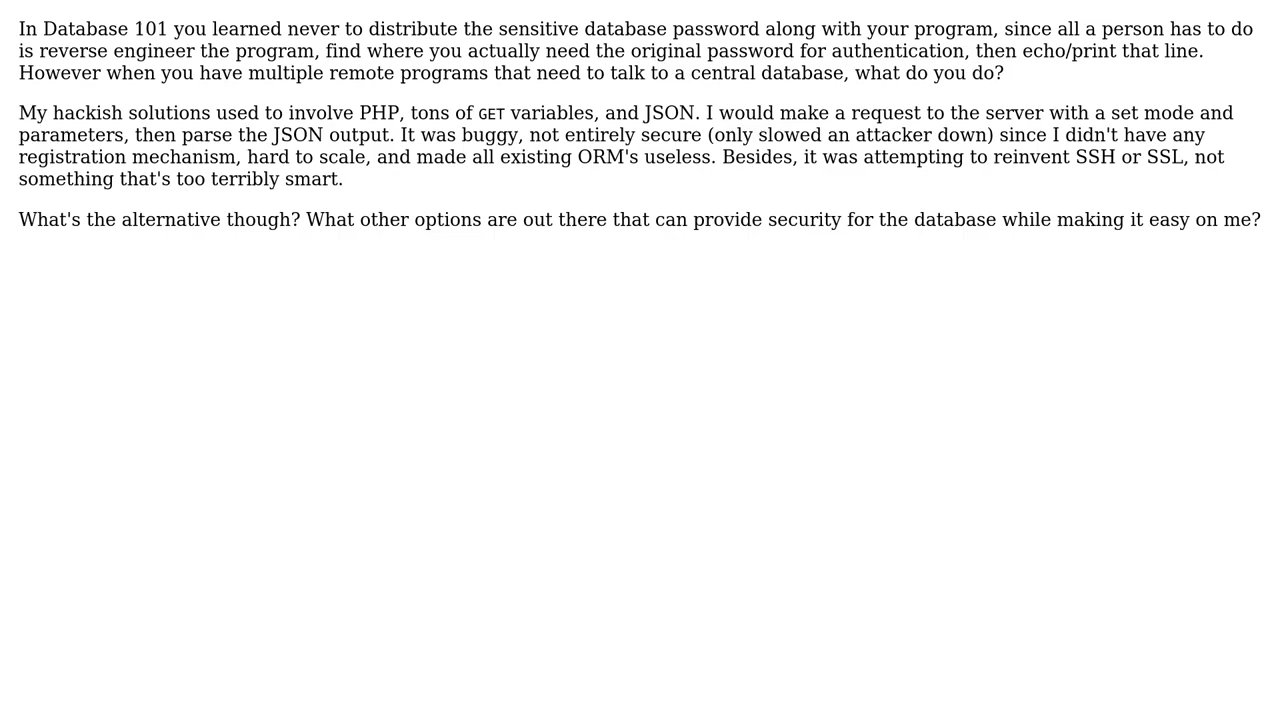 In Database 101 you learned never to distribute the sensitive database password along with your program, since all a person has to do
is reverse engineer the program, find where you actually need the original password for authentication, then echo/print that line.
However when you have multiple remote programs that need to talk to a central database, what do you do?
My hackish solutions used to involve PHP, tons of GET variables, and JSON. I would make a request to the server with a set mode and
parameters, then parse the JSON output. It was buggy, not entirely secure (only slowed an attacker down) since I didn't have any
registration mechanism, hard to scale, and made all existing ORM's useless. Besides, it was attempting to reinvent SSH or SSL, not
something that's too terribly smart.
What's the alternative though? What other options are out there that can provide security for the database while making it easy on me?